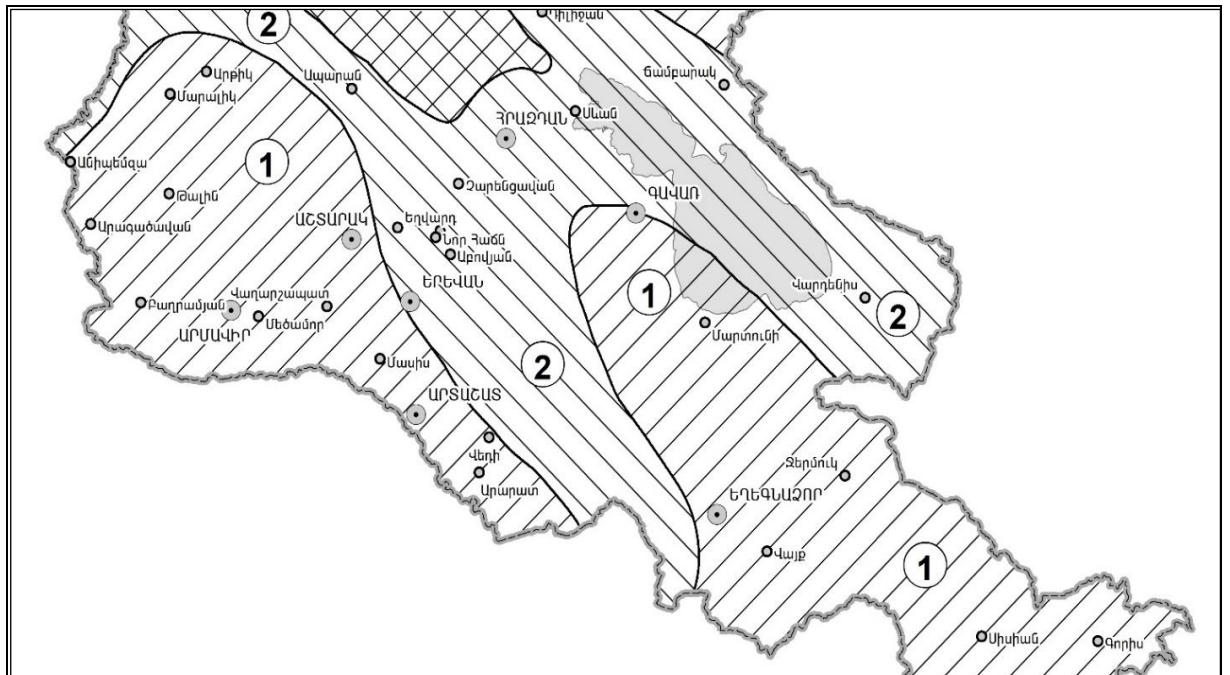 Դիլիջան
2
Արթիկ
Ապարան
Ճամբարակ
Մարալիկ
Սևան
ՀՐԱԶԴԱՆ
Անիպեմզա
1
Չարենցավան
Թալին
ԳԱՎԱՌ
ԱՇՏԱՐԱԿ
Արագածավան
Եղվարդ
Նոր Հաճն
Աբովյան
ԵՐԵՎԱՆ
1
Վարդենիս
Վաղարշապատ
Բաղրամյան
2
Մեծամոր
ԱՐՄԱՎԻՐ
Մարտունի
Մասիս
2
ԱՐՏԱՇԱՏ
Վեդի
Ջերմուկ
Արարատ
ԵՂԵԳՆԱՁՈՐ
Վայք
1
Սիսիան
Գորիս